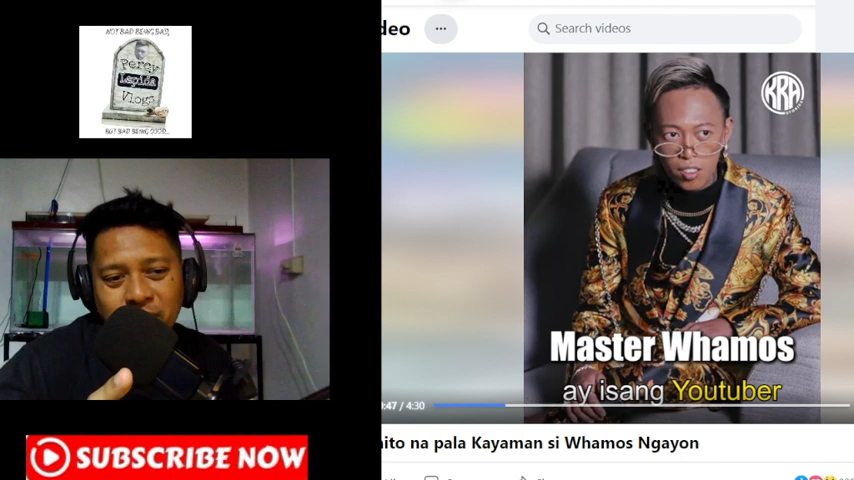 NOT BAD BEING BAD,
Percy
Lapida
Vlogs
NOT BAD BEING GOOD...
SUBSCRIBE NOW
deo
Search videos
KRA
Master Whamos
ay isang Youtuber
0:47 / 4:30
nito na pala Kayaman si Whamos Ngayon